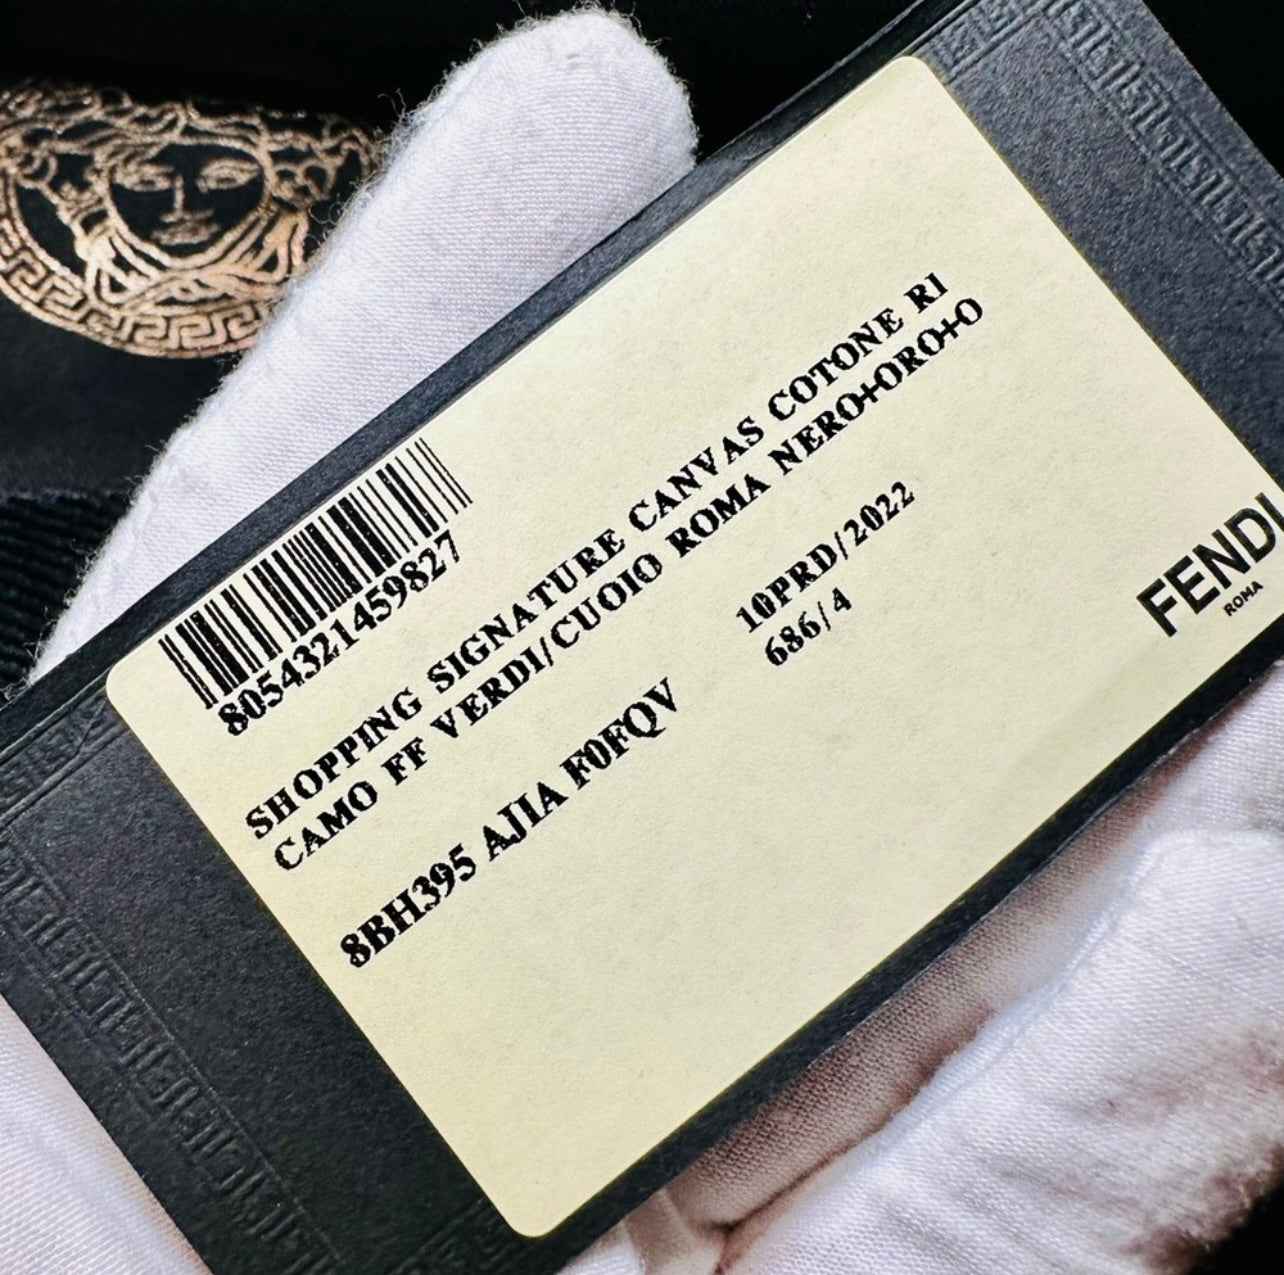 8054321459827
SHOPPING SIGNATURE CANVAS COTONE RI
CAMO FF VERDI/CUOIO ROMA NERO+ORO+O
10PRD/2022
686/4
8BH395 AJIA F0FQV
FENDI
ROMA